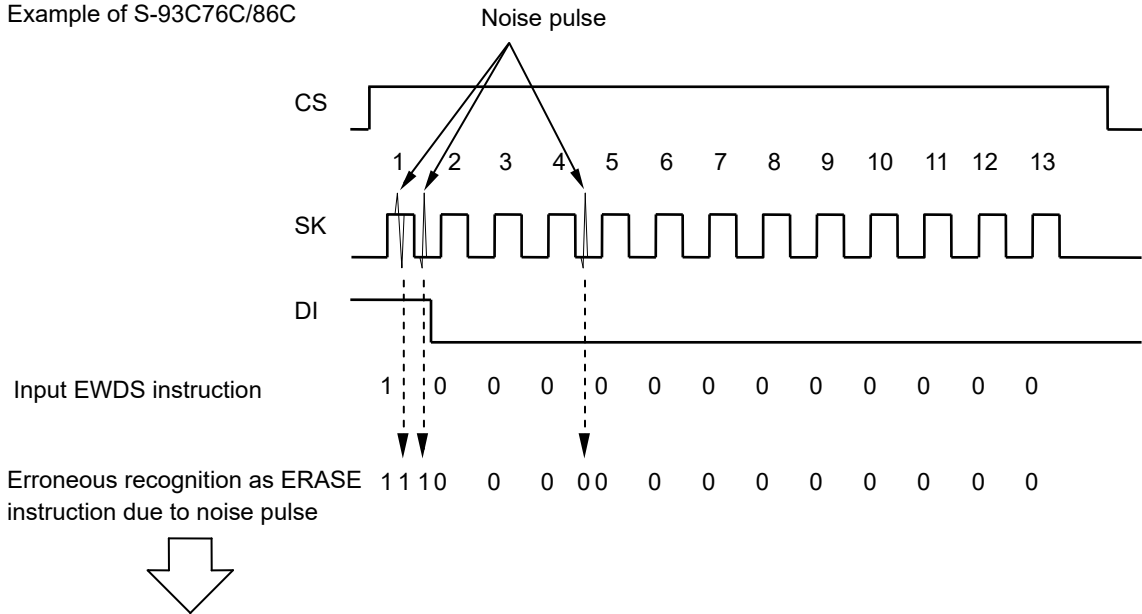 Example of S-93C76C/86C
Noise pulse
CS
1 2 3 4 5 6 7 8 9 10 11 12 13
SK
DI
Input EWDS instruction 1 0 0 0 0 0 0 0 0 0 0 0 0
Erroneous recognition as ERASE 1 1 1 0 0 0 0 0 0 0 0 0 0 0 0 0
instruction due to noise pulse